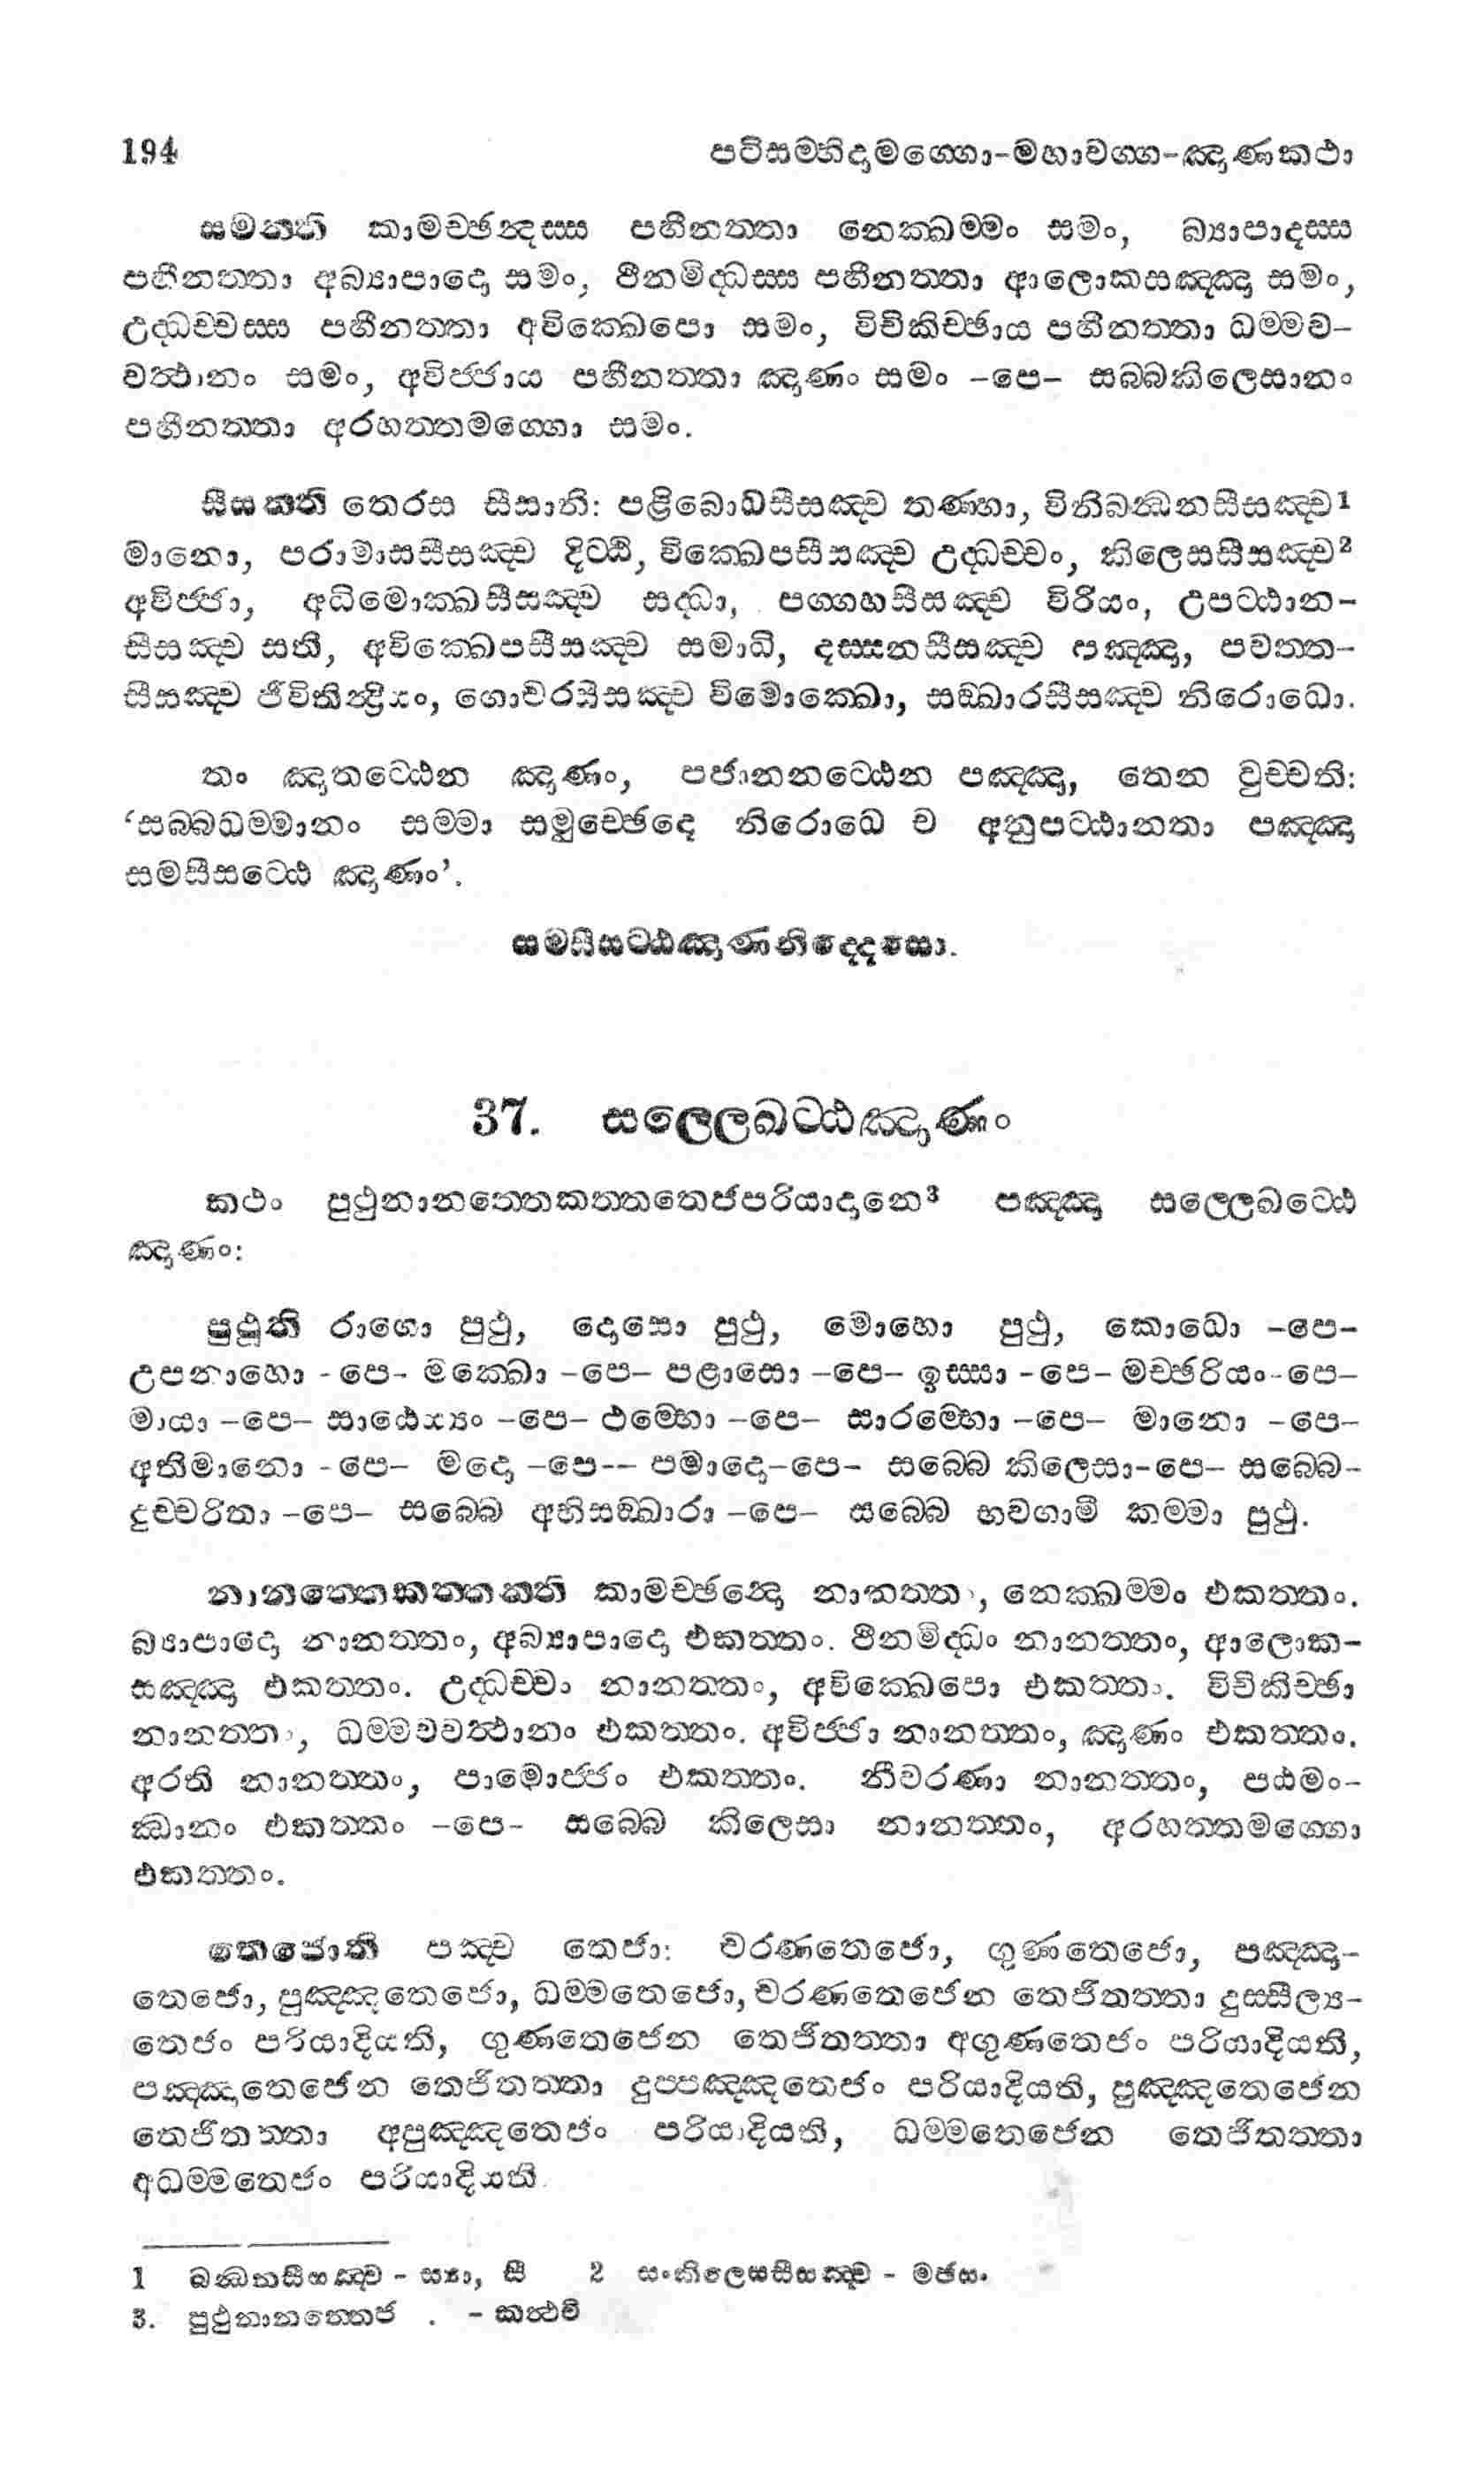 194 පටිසම්භිදාමග්ගො-මහාවග්ග-ඤාණකථා
සමන්ති කාමච්ඡන්දස්ස පහීනත්තා නෙක්ඛම්මං සමං, බ්‍යාපාදස්ස
පහීනත්තා අබ්‍යාපාදො සමං, ථීනමිද්ධස්ස පහීනත්තා ආලොකසඤ්ඤා සමං,
උද්ධච්චස්ස පහීනත්තා අවික්ඛෙපො සමං, විචිකිච්ඡාය පහීනත්තා ධම්මව-
වත්ථානං සමං, අවිජ්ජාය පහීනත්තා ඤාණං සමං -පෙ- සබ්බකිලෙසානං
පහීනත්තා අරහත්තමග්ගො සමං.
සීසන්ති තෙරස සීසානි: පළිබොධසීසඤ්ච තණ්හා, විනිබන්ධනසීසඤ්ච1
මානො, පරාමාසසීසඤ්ච දිට්ඨි, වික්ඛෙපසීසඤ්ච උද්ධච්චං, කිලෙසසීසඤ්ච2
අවිජ්ජා, අධිමොක්ඛසීසඤ්ච සද්ධා, පග්ගහසීසඤ්ච විරියං, උපට්ඨාන-
සීසඤ්ච සති, අවික්ඛෙපසීසඤ්ච සමාධි, දස්සනසීසඤ්ච පඤ්ඤා, පවත්ත-
සීසඤ්ච ජීවිතින්ද්‍රියං, ගොචරසීසඤ්ච විමොක්ඛො, සඞ්ඛාරසීසඤ්ච නිරොධො.
තං ඤාතට්ඨෙන ඤාණං, පජානනට්ඨෙන පඤ්ඤා, තෙන වුච්චති:
‘සබ්බධම්මානං සම්මා සමුච්ඡෙදෙ නිරොධෙ ච අනුපට්ඨානතා පඤ්ඤා
සමසීසට්ඨෙ ඤාණං’.
සමසීසට්ඨඤාණනිද්දෙසො.
37. සල්ලෙඛට්ඨඤාණං
කථං පුථුනානත්තෙකත්තතෙජපරියාදානෙ3 පඤ්ඤා සල්ලෙඛට්ඨෙ
ඤාණං:
පුථූති රාගො පුථු, දොසො පුථු, මොහො පුථු, කොධො -පෙ-
උපනාහො -පෙ- මක්ඛො -පෙ- පළාසො -පෙ- ඉස්සා -පෙ- මච්ඡරියං-පෙ-
මායා -පෙ- සාඨෙය්‍යං -පෙ- ථම්භො -පෙ- සාරම්භො -පෙ- මානො -පෙ-
අතිමානො -පෙ- මදො -පෙ-- පමාදො-පෙ- සබ්බෙ කිලෙසා-පෙ- සබ්බෙ-
දුච්චරිතා -පෙ- සබ්බෙ අභිසඞ්ඛාරා -පෙ- සබ්බෙ භවගාමි කම්මා පුථු.
නානත්තෙකත්තන්ති කාමච්ඡන්දො නානත්තං, නෙක්ඛම්මං එකත්තං.
බ්‍යාපාදො නානත්තං, අබ්‍යාපාදො එකත්තං. ථීනමිද්ධං නානත්තං, ආලොක-
සඤ්ඤා එකත්තං. උද්ධච්චං නානත්තං, අවික්ඛෙපො එකත්තං. විචිකිච්ඡා
නානත්තං, ධම්මවවත්ථානං එකත්තං. අවිජ්ජා නානත්තං, ඤාණං එකත්තං.
අරති නානත්තං, පාමොජ්ජං එකත්තං. නීවරණා නානත්තං, පඨමං-
ඣානං එකත්තං -පෙ- සබ්බෙ කිලෙසා නානත්තං, අරහත්තමග්ගො
එකත්තං.
තෙජොති පඤ්ච තෙජා: චරණතෙජො, ගුණතෙජො, පඤ්ඤා-
තෙජො, පුඤ්ඤතෙජො, ධම්මතෙජො, චරණතෙජෙන තෙජිතත්තා දුස්සීල්‍ය-
තෙජං පරියාදියති, ගුණතෙජෙන තෙජිතත්තා අගුණතෙජං පරියාදියති,
පඤ්ඤාතෙජෙන තෙජිතත්තා දුප්පඤ්ඤතෙජං පරියාදියති, පුඤ්ඤතෙජෙන
තෙජිතත්තා අපුඤ්ඤතෙජං පරියාදියති, ධම්මතෙජෙන තෙජිතත්තා
අධම්මතෙජං පරියාදියති.
1 බන්ධනසීසඤ්ච - ස්‍යා, සී 2 සංකිලෙසසීසඤ්ච - මජසං.
3. පුථුනානත්තෙජ . - කත්ථචි